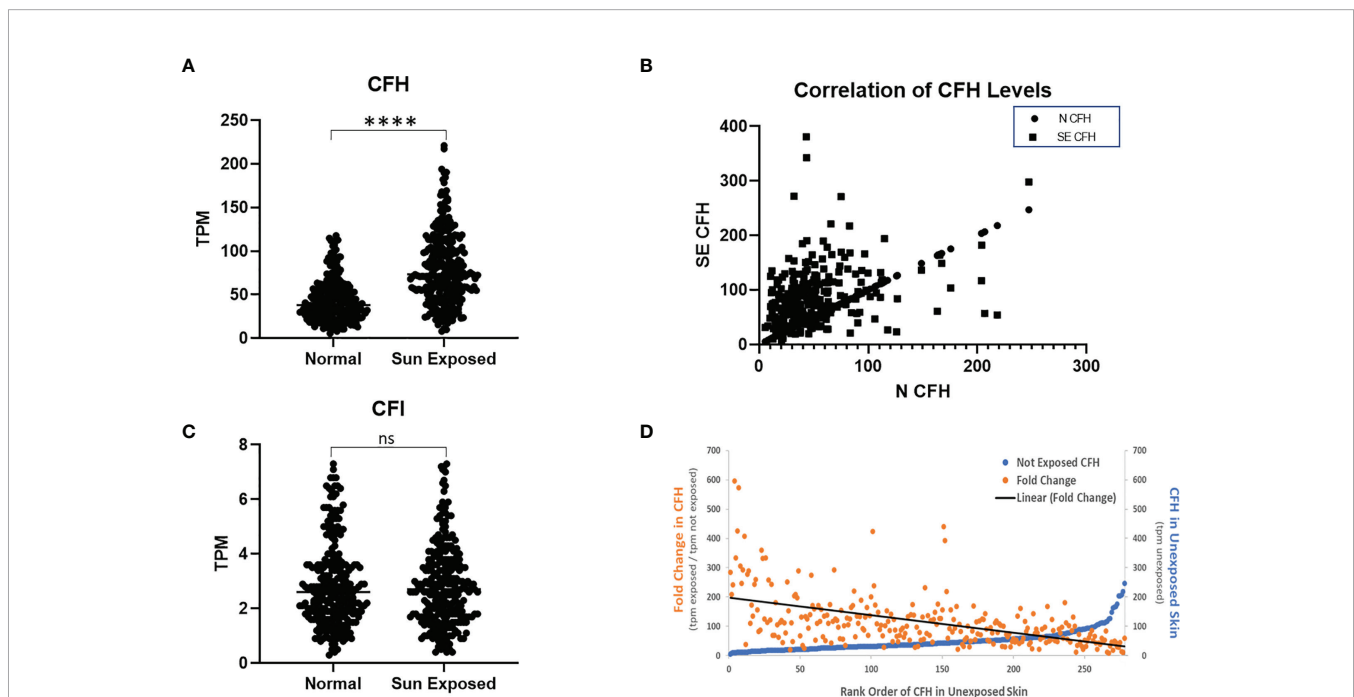 A
CFH
****
250
200
150
100
50
0
TPM
Normal Sun Exposed
B
Correlation of CFH Levels
N CFH
SE CFH
400
300
200
100
0
SE CFH
0 100 200 300
N CFH
C
CFI
ns
8
6
4
2
0
TPM
Normal Sun Exposed
D
700 700
600 600
500 500
400 400
300 300
200 200
100 100
0 0
Not Exposed CFH
Fold Change
Linear (Fold Change)
Fold Change in CFH
(tpm exposed / tpm not exposed)
CFH in Unexposed Skin
(tpm unexposed)
0 50 100 150 200 250
Rank Order of CFH in Unexposed Skin